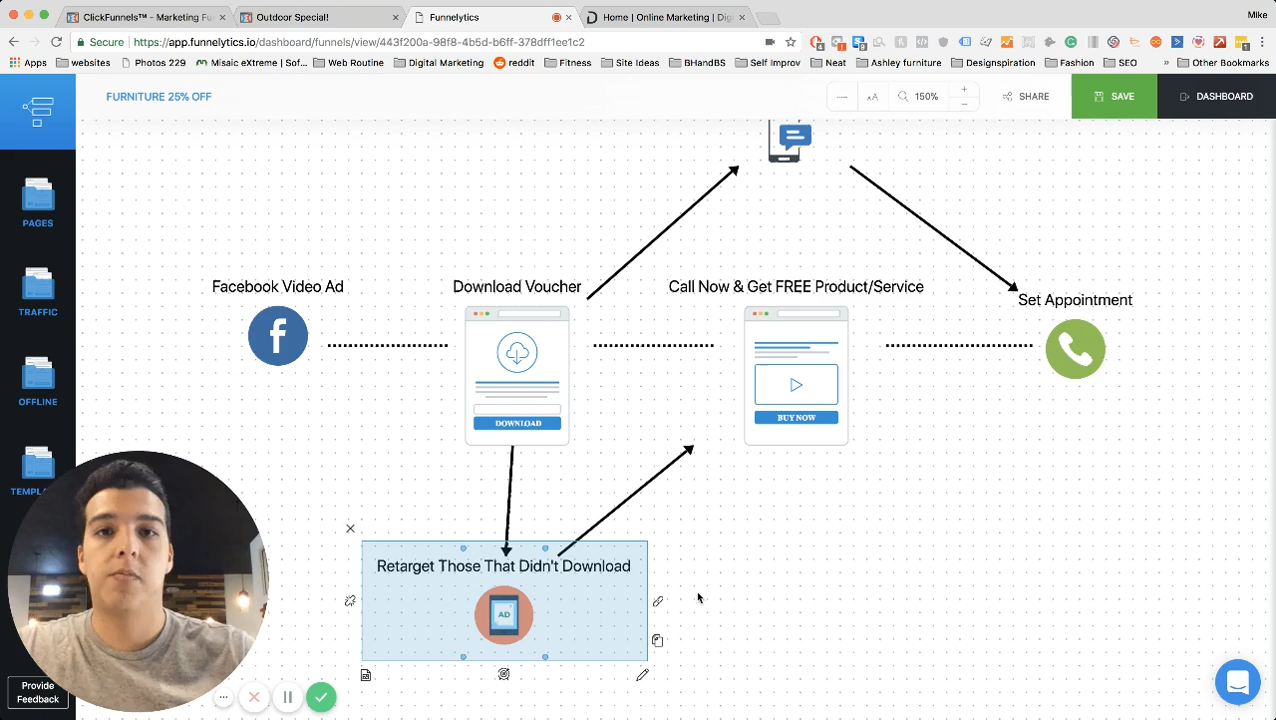 ClickFunnels™ - Marketing Fu
Outdoor Special!
Funnelytics
Home | Online Marketing | Digi
Mike
Secure
https://app.funnelytics.io/dashboard/funnels/view/443f200a-98f8-4b5d-b6ff-378dff1ee1c2
Apps
websites
Photos 229
Misaic eXtreme | Sof
Web Routine
Digital Marketing
reddit
Fitness
Site Ideas
BHandBS
Self Improv
Neat
Ashley furniture
Designspiration
Fashion
SEO
»
Other Bookmarks
FURNITURE 25% OFF
AA
150%
SHARE
SAVE
DASHBOARD
PAGES
TRAFFIC
OFFLINE
TEMPL
Facebook Video Ad
Download Voucher
Call Now & Get FREE Product/Service
Set Appointment
DOWNLOAD
BUY NOW
Retarget Those That Didn't Download
AD
Provide
Feedback